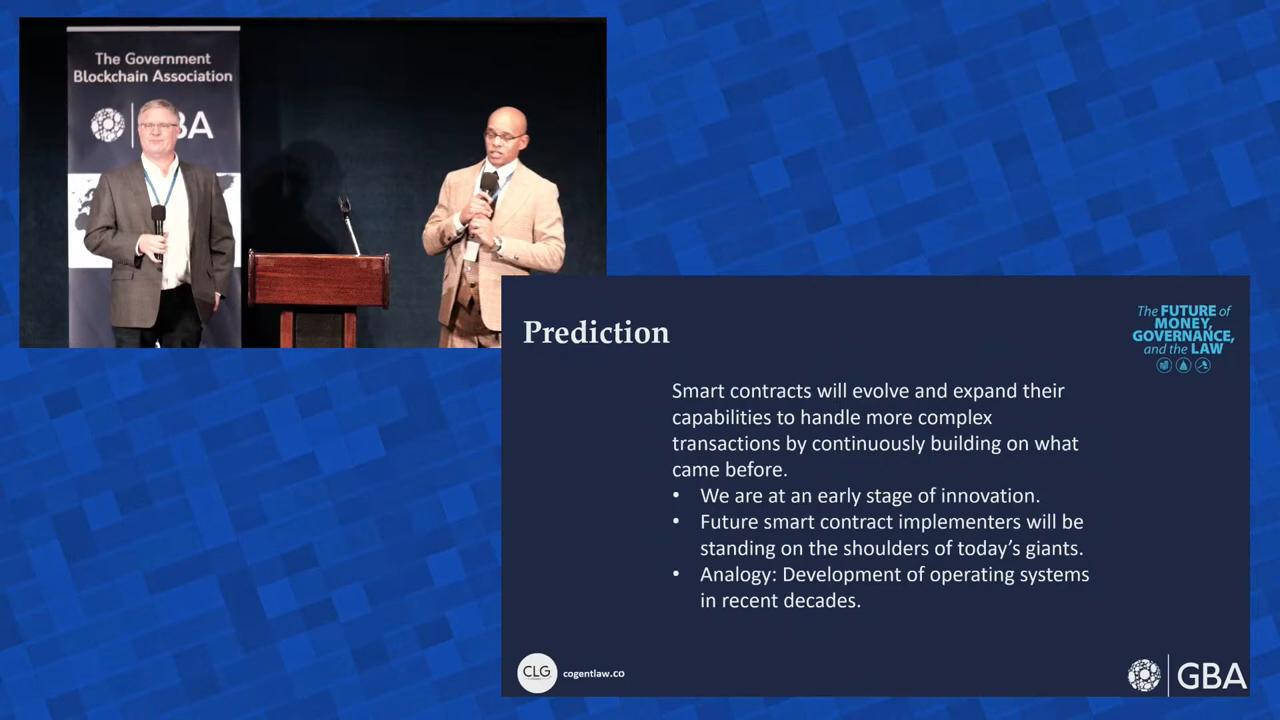 The Government
Blockchain Association
BA
Prediction
The FUTURE of
MONEY,
GOVERNANCE,
and the LAW
Smart contracts will evolve and expand their
capabilities to handle more complex
transactions by continuously building on what
came before.
• We are at an early stage of innovation.
• Future smart contract implementers will be
standing on the shoulders of today's giants.
• Analogy: Development of operating systems
in recent decades.
CLG
cogentlaw.co
GBA